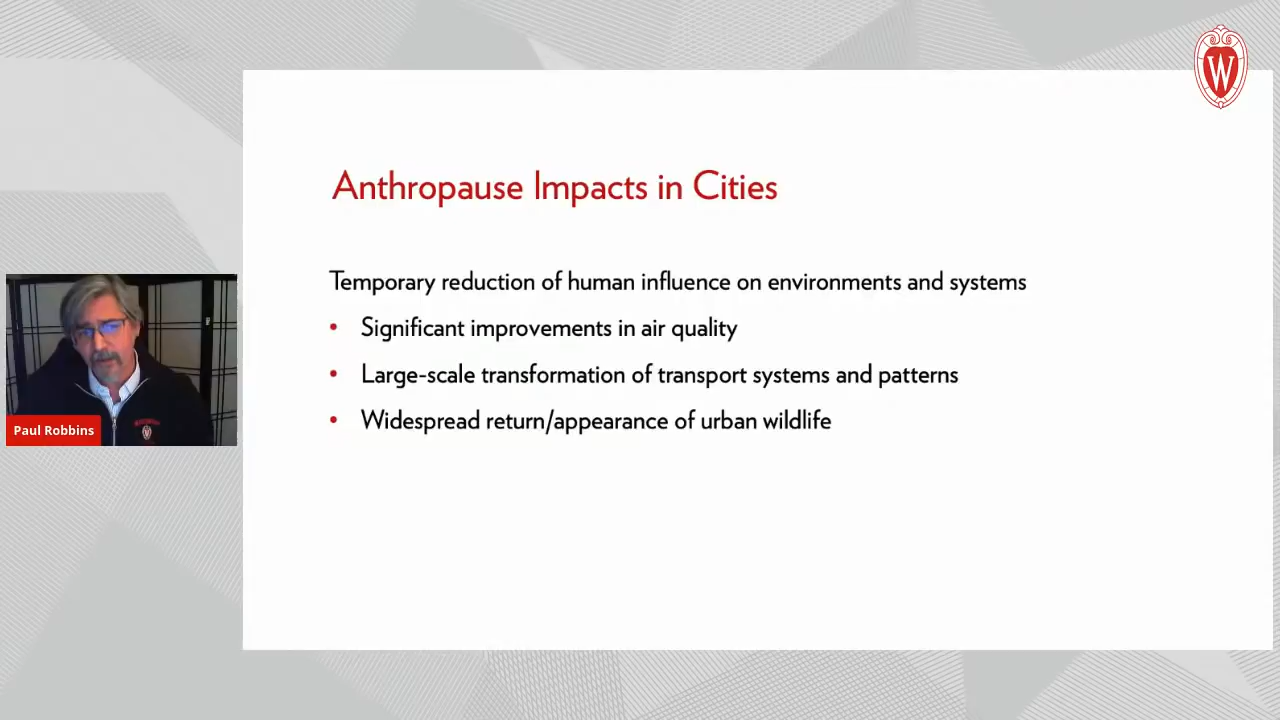 W
Anthropause Impacts in Cities
Temporary reduction of human influence on environments and systems
• Significant improvements in air quality
• Large-scale transformation of transport systems and patterns
• Widespread return/appearance of urban wildlife
Paul Robbins